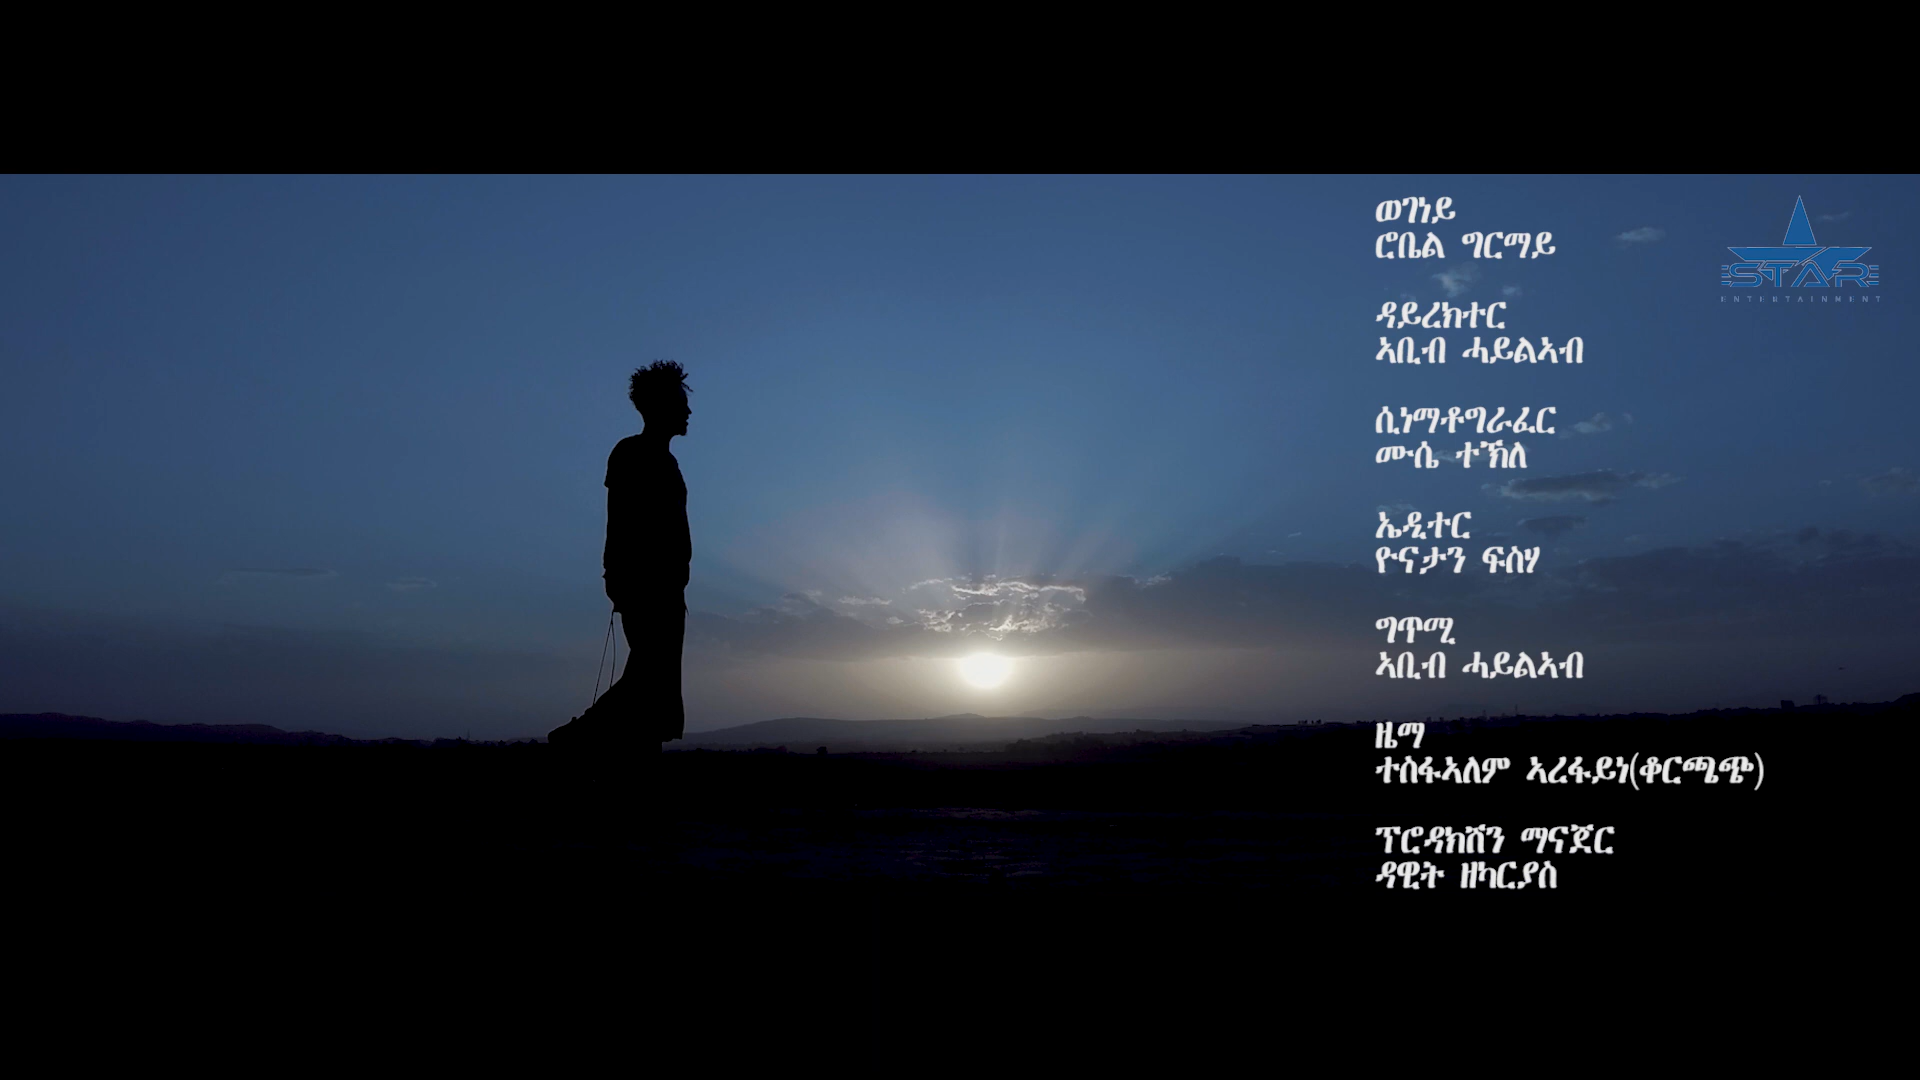 ወገነይ
ሮቤል ግርማይ
ዳይረክተር
ኣቢብ ሓይልኣብ
ሲነማቶግራፈር
ሙሴ ተኽለ
ኤዲተር
ዮናታን ፍስሃ
ግጥሚ
ኣቢብ ሓይልኣብ
ዜማ
ተስፋኣለም ኣረፋይነ(ቆርጫጭ)
ፕሮዳክሽን ማናጀር
ዳዊት ዘካርያስ
STAR
ENTERTAINMENT